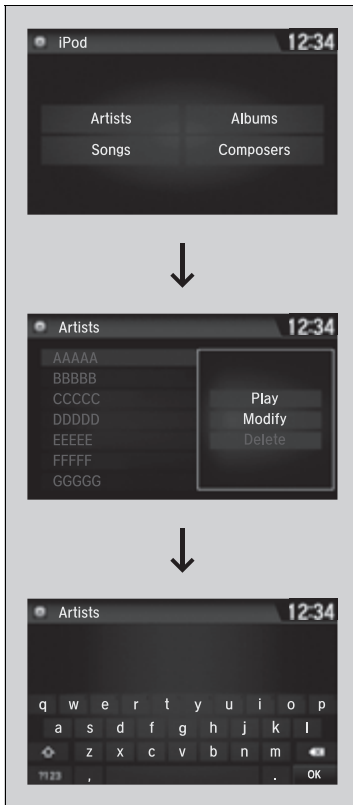 iPod 12:34
Artists Albums
Songs Composers
Artists 12:34
AAAAA
BBBBB
CCCCC Play
DDDDD Modify
EEEEE Delete
FFFFF
GGGGG
Artists 12:34
q w e r t y u i o p
a s d f g h j k l
z x c v b n m
?123 , . OK